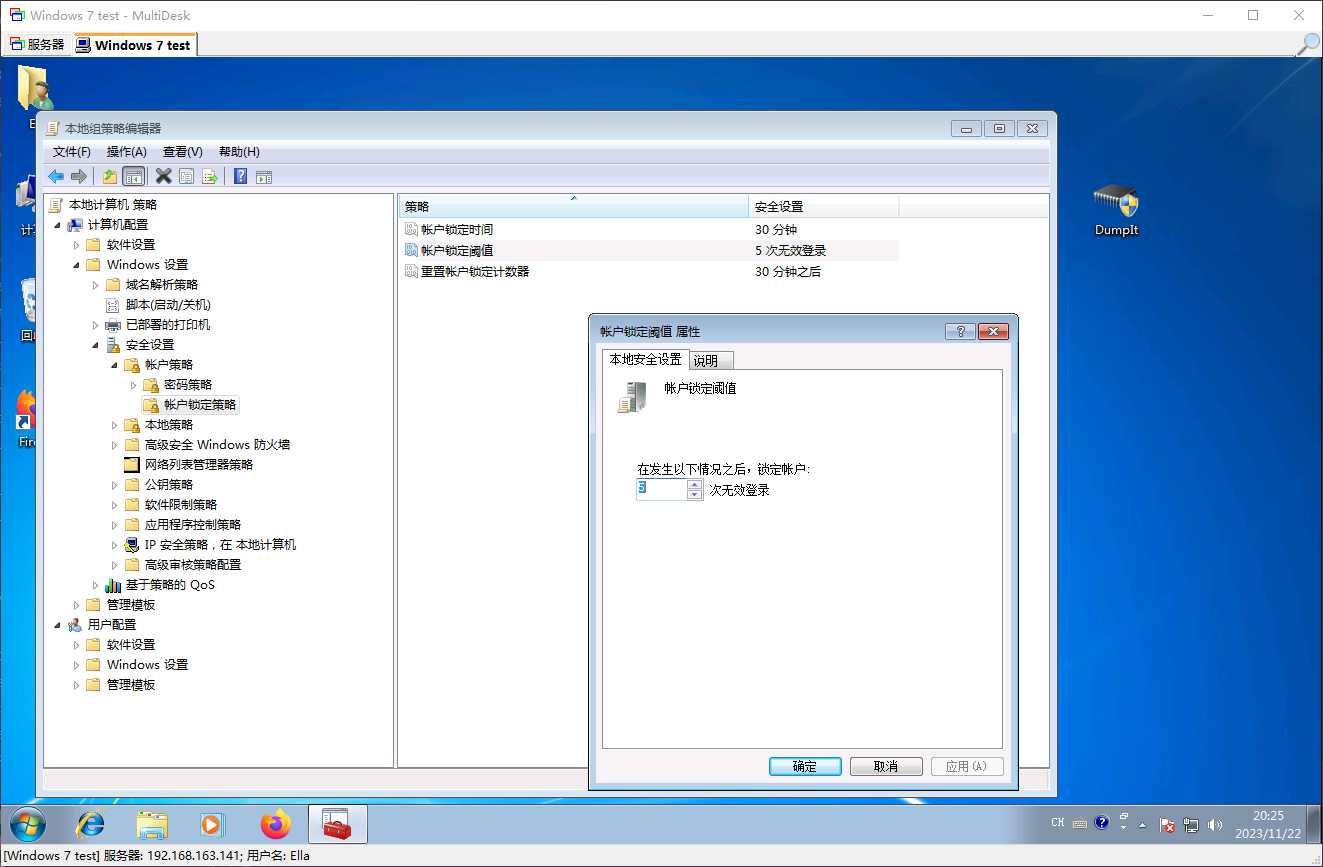 Windows 7 test - MultiDesk
服务器
Windows 7 test
本地组策略编辑器
文件(F) 操作(A) 查看(V) 帮助(H)
本地计算机 策略
计算机配置
软件设置
Windows 设置
域名解析策略
脚本(启动/关机)
已部署的打印机
安全设置
帐户策略
密码策略
帐户锁定策略
本地策略
高级安全 Windows 防火墙
网络列表管理器策略
公钥策略
软件限制策略
应用程序控制策略
IP 安全策略，在 本地计算机
高级审核策略配置
基于策略的 QoS
管理模板
用户配置
软件设置
Windows 设置
管理模板
策略 安全设置
帐户锁定时间 30 分钟
帐户锁定阈值 5 次无效登录
重置帐户锁定计数器 30 分钟之后
帐户锁定阈值 属性
本地安全设置 说明
帐户锁定阈值
在发生以下情况之后，锁定帐户:
5 次无效登录
确定 取消 应用(A)
DumpIt
CH
20:25
2023/11/22
[Windows 7 test] 服务器: 192.168.163.141; 用户名: Ella